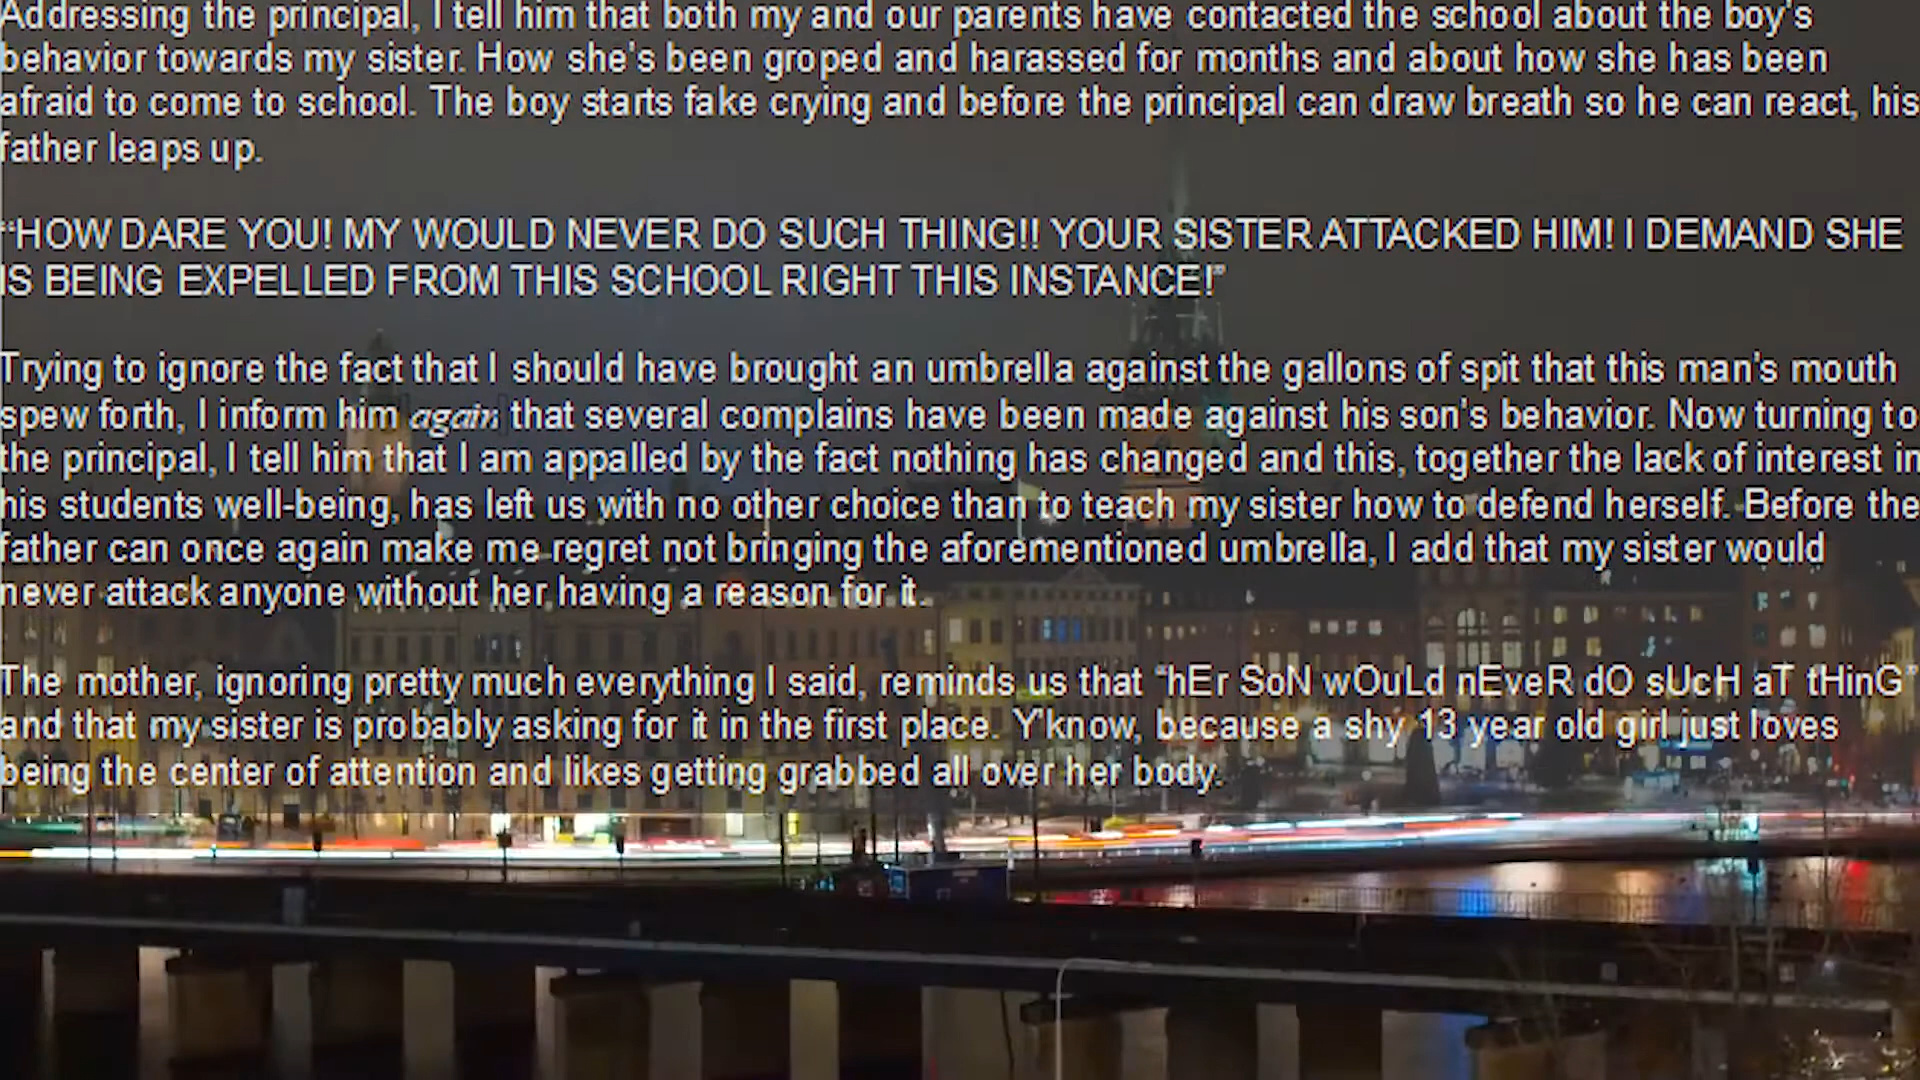 Addressing the principal, I tell him that both my and our parents have contacted the school about the boy's
behavior towards my sister. How she's been groped and harassed for months and about how she has been
afraid to come to school. The boy starts fake crying and before the principal can draw breath so he can react, his
father leaps up.
“HOW DARE YOU! MY WOULD NEVER DO SUCH THING!! YOUR SISTER ATTACKED HIM! I DEMAND SHE
IS BEING EXPELLED FROM THIS SCHOOL RIGHT THIS INSTANCE!”
Trying to ignore the fact that I should have brought an umbrella against the gallons of spit that this man's mouth
spew forth, I inform him again that several complains have been made against his son's behavior. Now turning to
the principal, I tell him that I am appalled by the fact nothing has changed and this, together the lack of interest in
his students well-being, has left us with no other choice than to teach my sister how to defend herself. Before the
father can once again make me regret not bringing the aforementioned umbrella, I add that my sister would
never attack anyone without her having a reason for it.
The mother, ignoring pretty much everything I said, reminds us that “hEr SoN wOuLd nEveR dO sUcH aT tHinG”
and that my sister is probably asking for it in the first place. Y'know, because a shy 13 year old girl just loves
being the center of attention and likes getting grabbed all over her body.